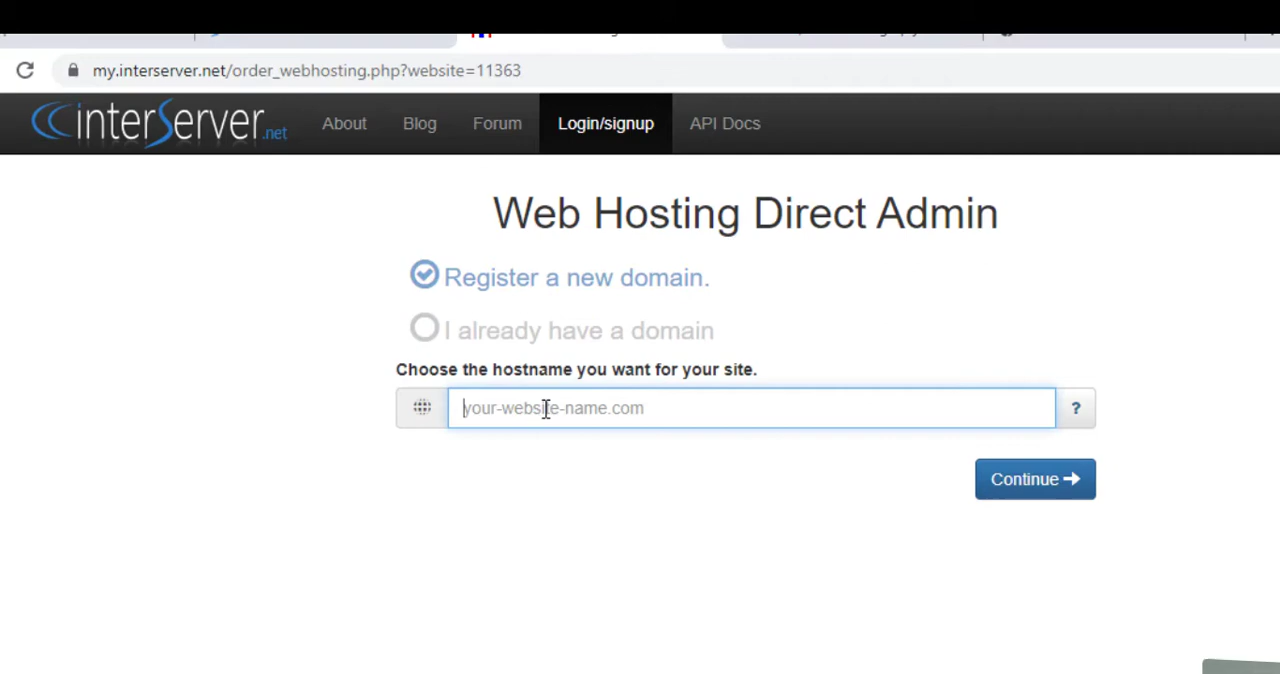 my.interserver.net/order_webhosting.php?website=11363
interServer.net About Blog Forum Login/signup API Docs
Web Hosting Direct Admin
Register a new domain.
I already have a domain
Choose the hostname you want for your site.
your-website-name.com ?
Continue